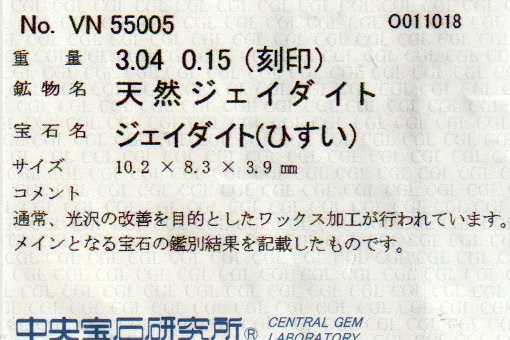 No. VN 55005 O011018
重量 3.04 0.15 (刻印)
鉱物名 天然ジェイダイト
宝石名 ジェイダイト(ひすい)
サイズ 10.2 × 8.3 × 3.9 mm
コメント
通常、光沢の改善を目的としたワックス加工が行われています。
メインとなる宝石の鑑別結果を記載したものです。
中央宝石研究所® CENTRAL GEM
LABORATORY